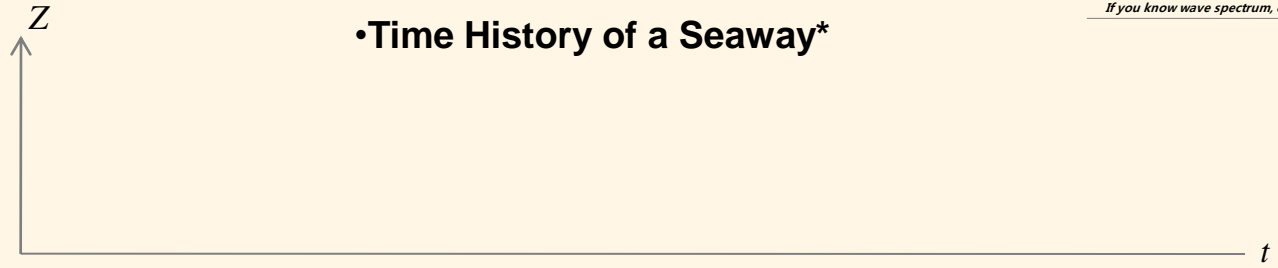 If you know wave spectrum,
Z
•Time History of a Seaway*
t